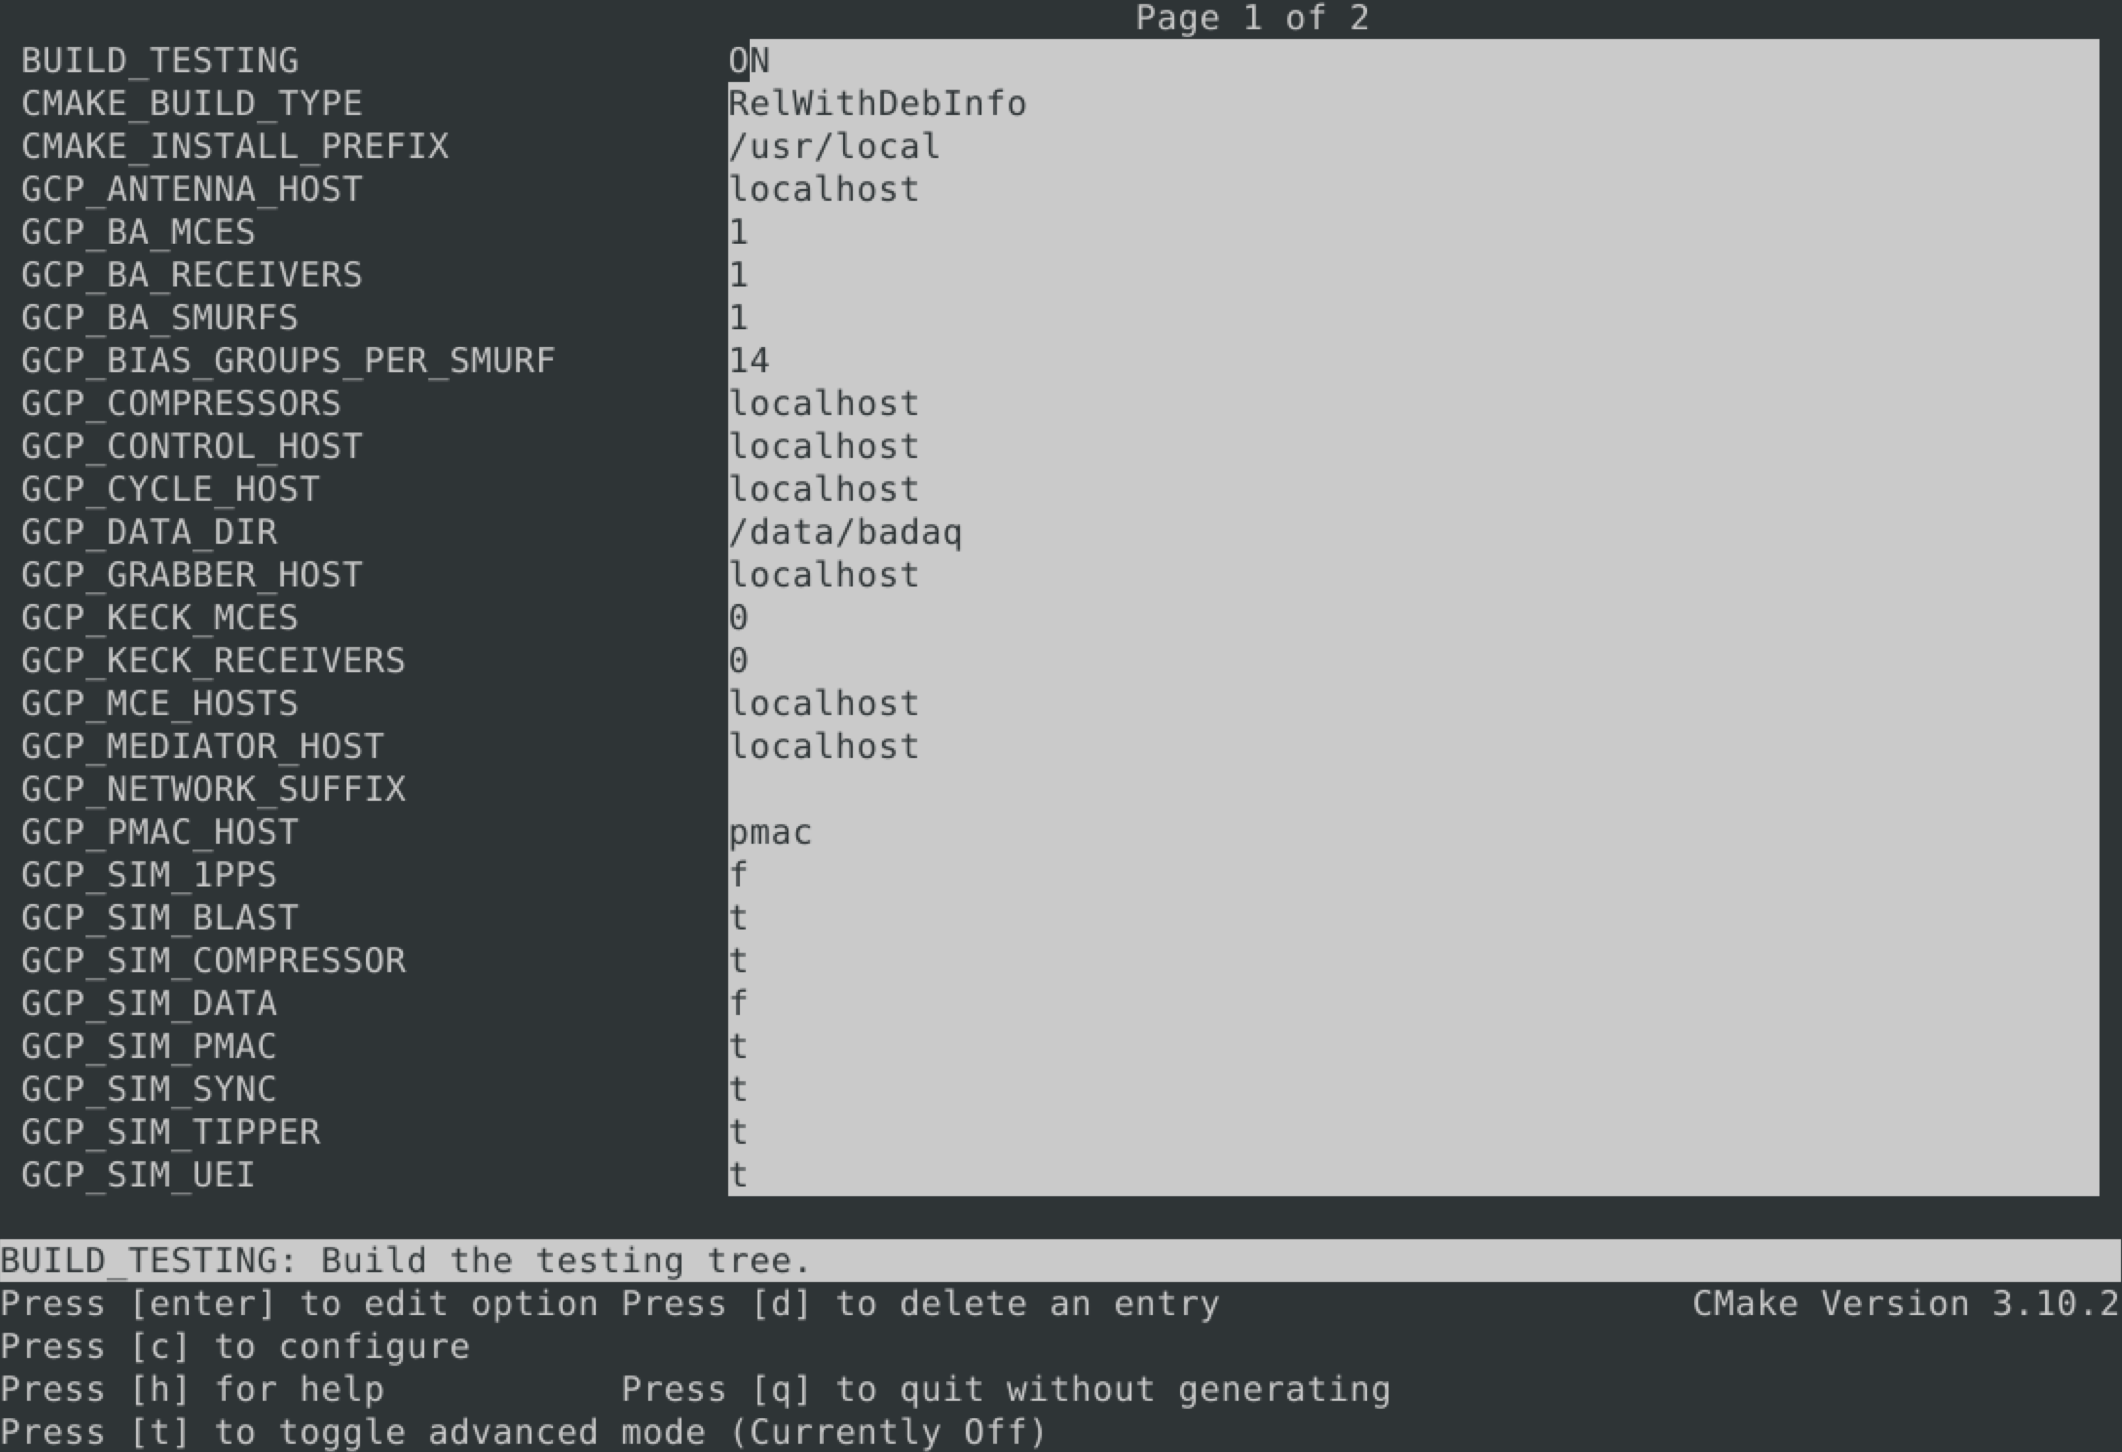 Page 1 of 2
BUILD_TESTING ON
CMAKE_BUILD_TYPE RelWithDebInfo
CMAKE_INSTALL_PREFIX /usr/local
GCP_ANTENNA_HOST localhost
GCP_BA_MCES 1
GCP_BA_RECEIVERS 1
GCP_BA_SMURFS 1
GCP_BIAS_GROUPS_PER_SMURF 14
GCP_COMPRESSORS localhost
GCP_CONTROL_HOST localhost
GCP_CYCLE_HOST localhost
GCP_DATA_DIR /data/badaq
GCP_GRABBER_HOST localhost
GCP_KECK_MCES 0
GCP_KECK_RECEIVERS 0
GCP_MCE_HOSTS localhost
GCP_MEDIATOR_HOST localhost
GCP_NETWORK_SUFFIX
GCP_PMAC_HOST pmac
GCP_SIM_1PPS f
GCP_SIM_BLAST t
GCP_SIM_COMPRESSOR t
GCP_SIM_DATA f
GCP_SIM_PMAC t
GCP_SIM_SYNC t
GCP_SIM_TIPPER t
GCP_SIM_UEI t
BUILD_TESTING: Build the testing tree.
Press [enter] to edit option Press [d] to delete an entry CMake Version 3.10.2
Press [c] to configure
Press [h] for help Press [q] to quit without generating
Press [t] to toggle advanced mode (Currently Off)